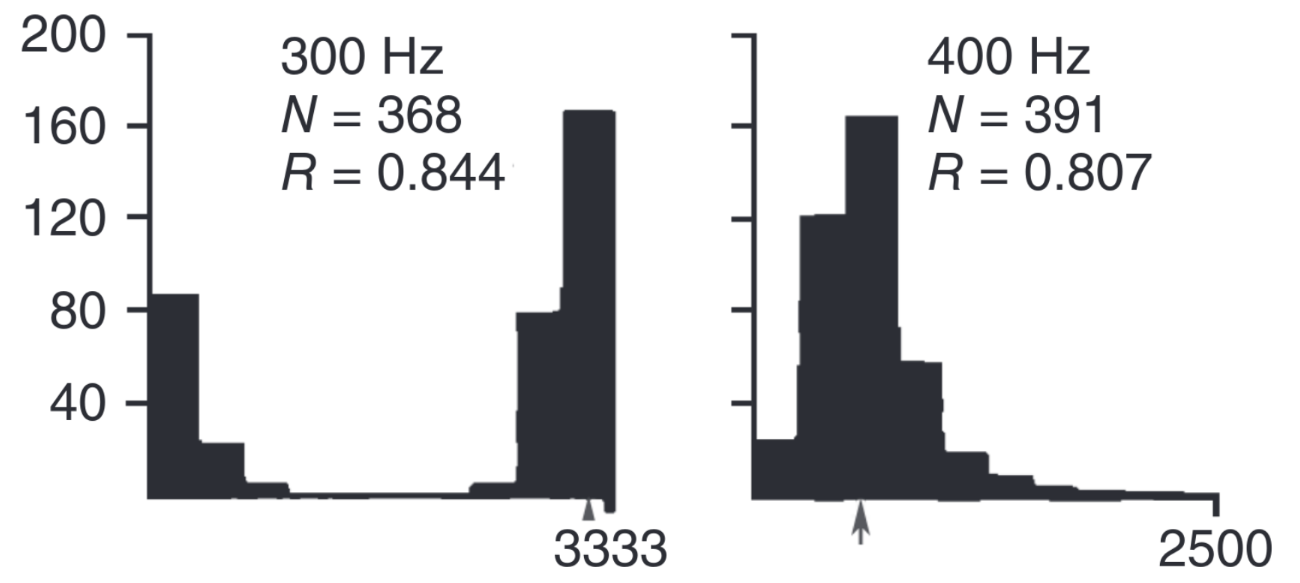 200
160
120
80
40
300 Hz
N = 368
R = 0.844
3333
400 Hz
N = 391
R = 0.807
2500